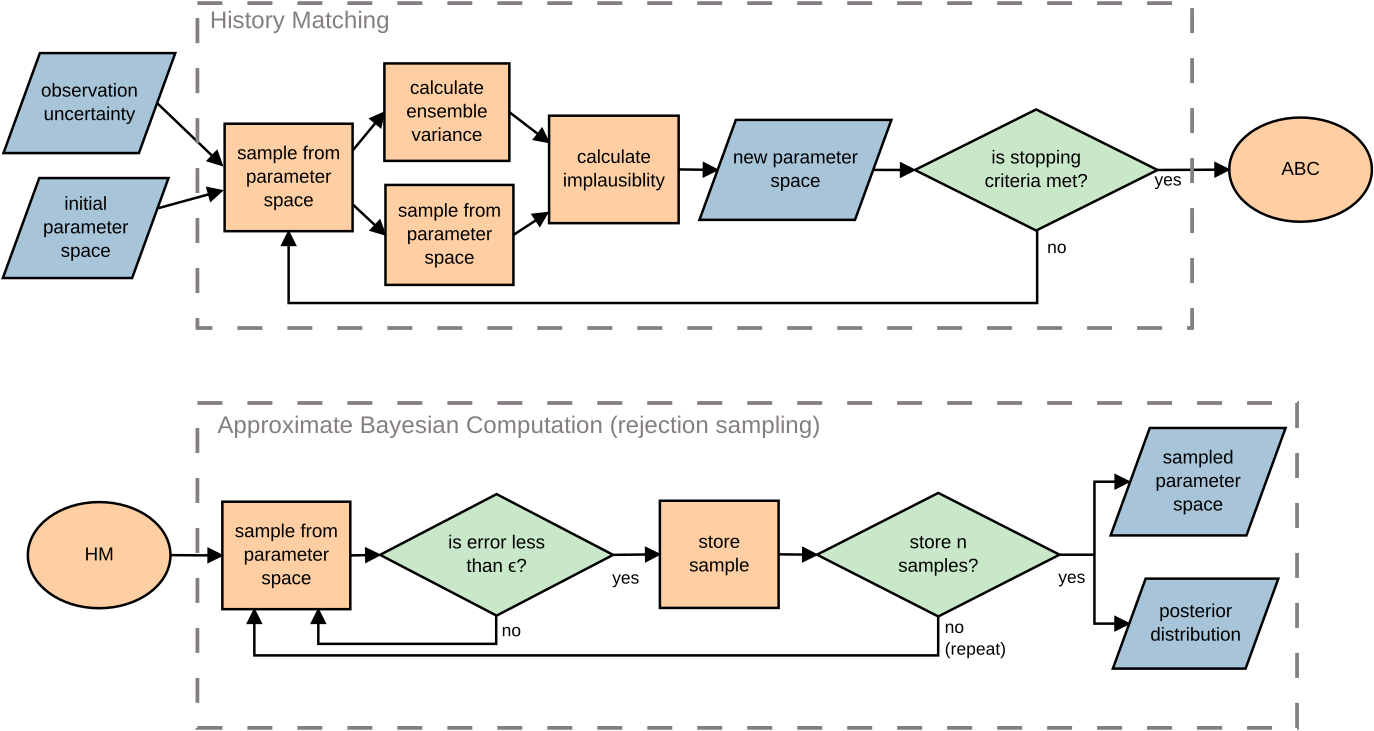 History Matching
observation
uncertainty
initial
parameter
space
sample from
parameter
space
calculate
ensemble
variance
sample from
parameter
space
calculate
implausiblity
new parameter
space
is stopping
criteria met?
yes
no
ABC
Approximate Bayesian Computation (rejection sampling)
HM
sample from
parameter
space
is error less
than ϵ?
yes
no
store
sample
store n
samples?
yes
no
(repeat)
sampled
parameter
space
posterior
distribution